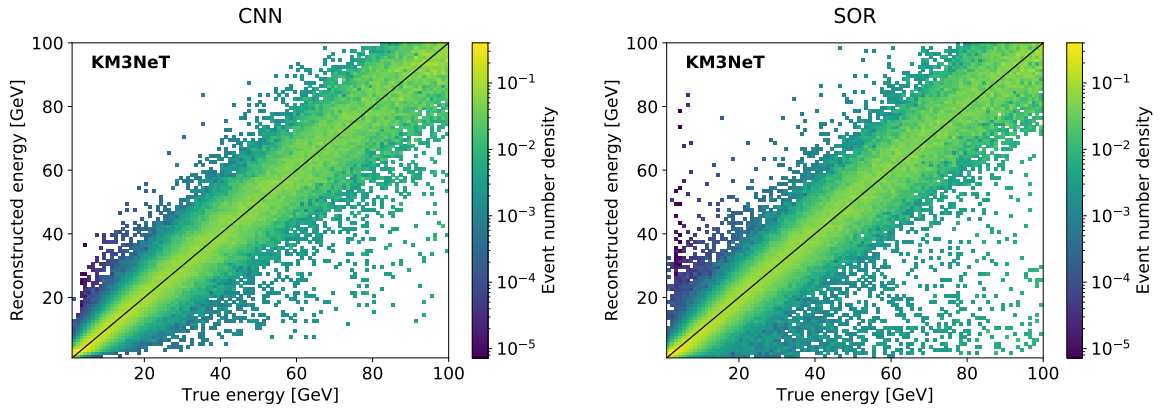 CNN
KM3NeT
100
80
60
40
20
20 40 60 80 100
Reconstructed energy [GeV]
True energy [GeV]
10⁻¹
10⁻²
10⁻³
10⁻⁴
10⁻⁵
Event number density
SOR
KM3NeT
100
80
60
40
20
20 40 60 80 100
Reconstructed energy [GeV]
True energy [GeV]
10⁻¹
10⁻²
10⁻³
10⁻⁴
10⁻⁵
Event number density